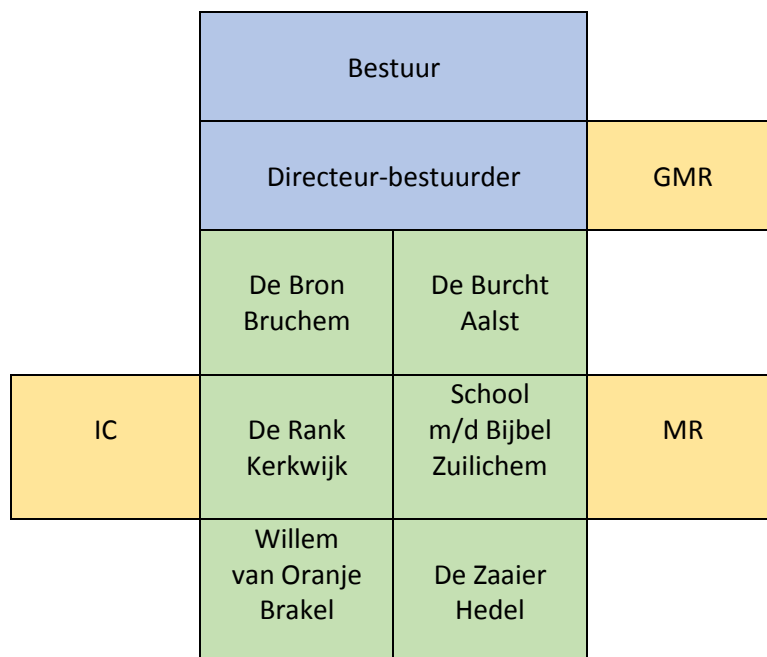 Bestuur
Directeur-bestuurder
GMR
De Bron
Bruchem
De Burcht
Aalst
IC
De Rank
Kerkwijk
School
m/d Bijbel
Zuilichem
MR
Willem
van Oranje
Brakel
De Zaaier
Hedel